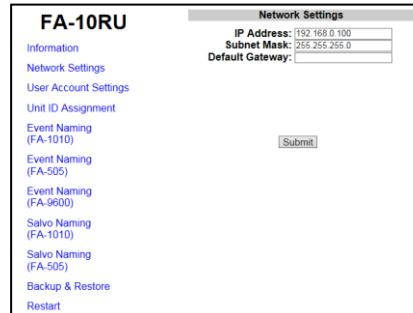 FA-10RU
Information
Network Settings
User Account Settings
Unit ID Assignment
Event Naming
(FA-1010)
Event Naming
(FA-505)
Event Naming
(FA-9600)
Salvo Naming
(FA-1010)
Salvo Naming
(FA-505)
Backup & Restore
Restart
Network Settings
IP Address: 192.168.0.100
Subnet Mask: 255.255.255.0
Default Gateway:
Submit